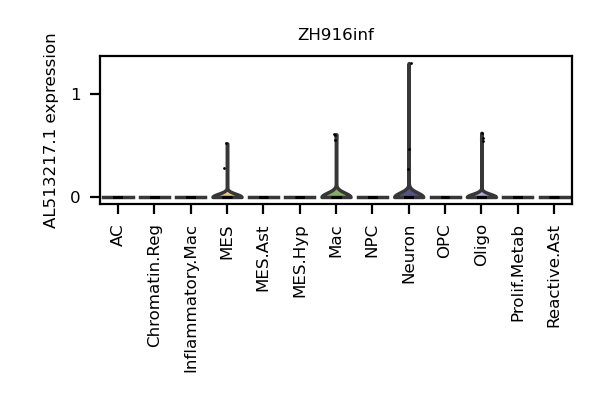 ZH916inf
AL513217.1 expression
1
0
AC
Chromatin.Reg
Inflammatory.Mac
MES
MES.Ast
MES.Hyp
Mac
NPC
Neuron
OPC
Oligo
Prolif.Metab
Reactive.Ast